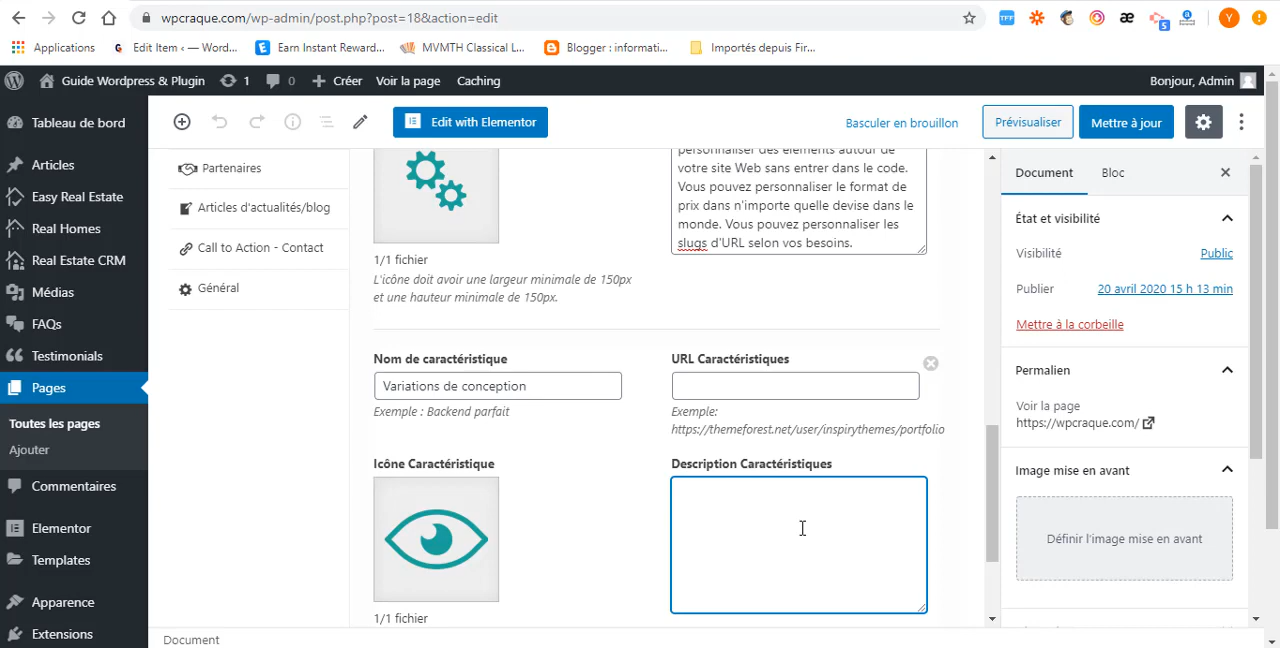 wpcraque.com/wp-admin/post.php?post=18&action=edit
Applications
Edit Item ‹ — Word...
Earn Instant Reward...
MVMTH Classical L...
Blogger : informati...
Importés depuis Fir...
Guide Wordpress & Plugin
1
0
Créer
Voir la page
Caching
Bonjour, Admin
Tableau de bord
Articles
Easy Real Estate
Real Homes
Real Estate CRM
Médias
FAQs
Testimonials
Pages
Toutes les pages
Ajouter
Commentaires
Elementor
Templates
Apparence
Extensions
Edit with Elementor
Basculer en brouillon
Prévisualiser
Mettre à jour
Partenaires
Articles d'actualités/blog
Call to Action - Contact
Général
1/1 fichier
L'icône doit avoir une largeur minimale de 150px
et une hauteur minimale de 150px.
personnaliser des éléments autour de
votre site Web sans entrer dans le code.
Vous pouvez personnaliser le format de
prix dans n'importe quelle devise dans le
monde. Vous pouvez personnaliser les
slugs d'URL selon vos besoins.
Nom de caractéristique
Variations de conception
Exemple : Backend parfait
URL Caractéristiques
Exemple:
https://themeforest.net/user/inspirythemes/portfolio
Icône Caractéristique
1/1 fichier
Description Caractéristiques
Document
Bloc
État et visibilité
Visibilité
Public
Publier
20 avril 2020 15 h 13 min
Mettre à la corbeille
Permalien
Voir la page
https://wpcraque.com/
Image mise en avant
Définir l'image mise en avant
Document